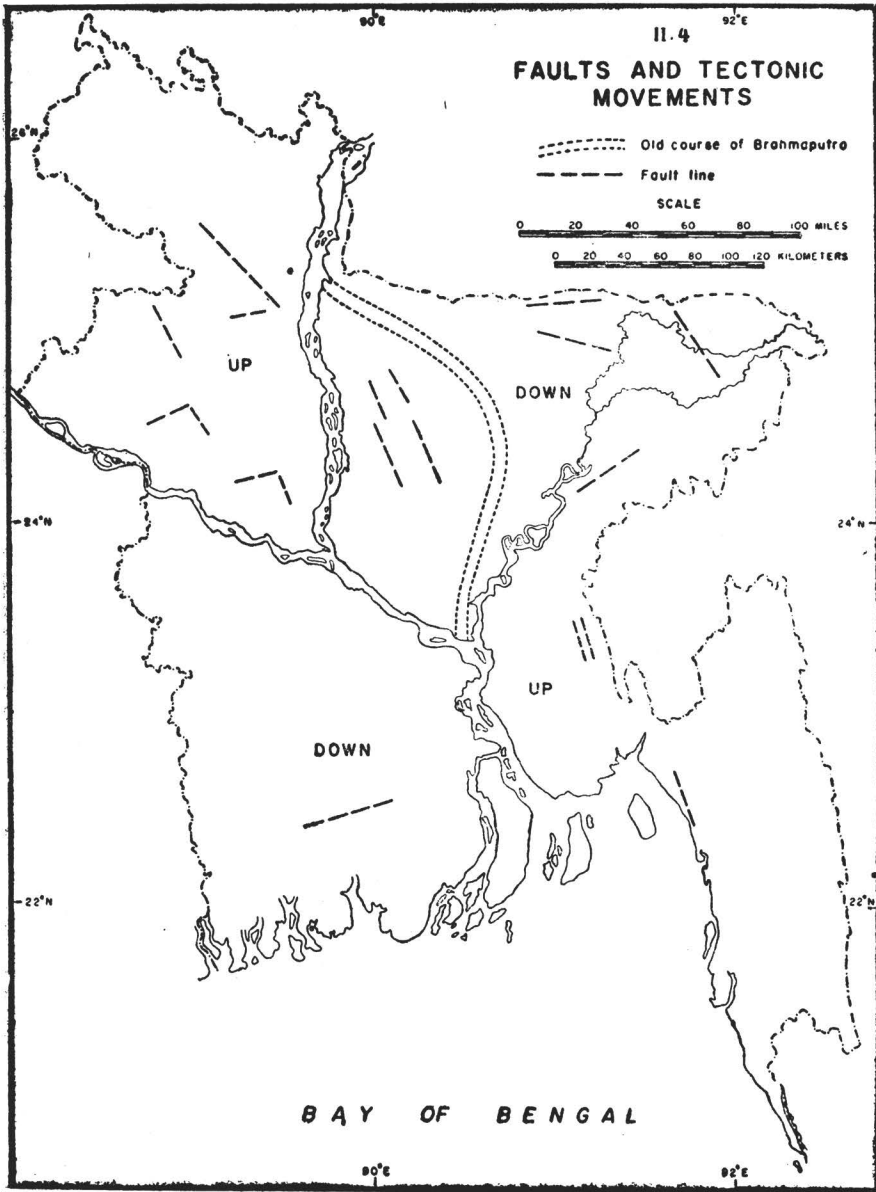 90°E
92°E
II.4
FAULTS AND TECTONIC
MOVEMENTS
26°N
Old course of Brahmaputra
Fault line
SCALE
0 20 40 60 80 100 MILES
0 20 40 60 80 100 120 KILOMETERS
UP
DOWN
24°N
24°N
UP
DOWN
22°N
22°N
BAY OF BENGAL
90°E
92°E